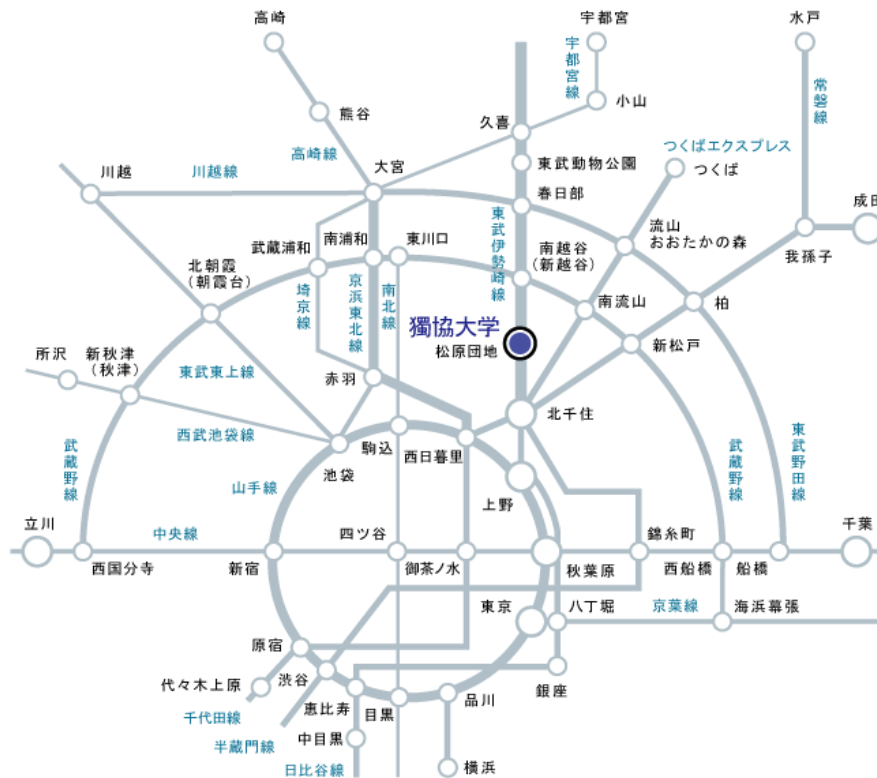 高崎
宇都宮
水戸
宇都宮線
常磐線
小山
熊谷
久喜
高崎線
つくばエクスプレス
川越
川越線
大宮
東武動物公園
つくば
春日部
成田
流山
おおたかの森
武蔵浦和
南浦和
東川口
東武伊勢崎線
南越谷
(新越谷)
我孫子
北朝霞
(朝霞台)
埼京線
京浜東北線
南北線
南流山
柏
獨協大学
松原団地
新松戸
所沢
新秋津
(秋津)
東武東上線
赤羽
西武池袋線
北千住
武蔵野線
駒込
西日暮里
武蔵野線
東武野田線
池袋
山手線
上野
立川
中央線
四ツ谷
錦糸町
千葉
西国分寺
新宿
御茶ノ水
秋葉原
西船橋
船橋
東京
八丁堀
京葉線
海浜幕張
原宿
代々木上原
渋谷
恵比寿
目黒
品川
銀座
千代田線
半蔵門線
中目黒
日比谷線
横浜